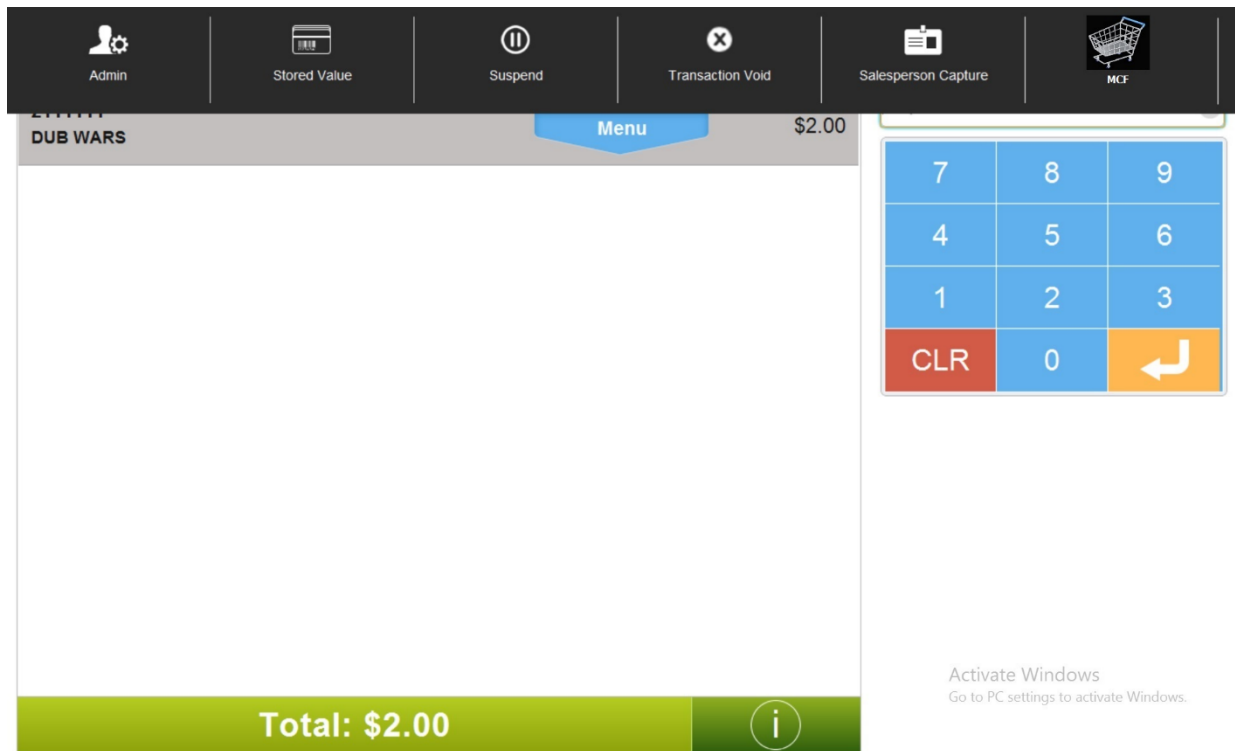 Admin
Stored Value
Suspend
Transaction Void
Salesperson Capture
MCF
DUB WARS
Menu
$2.00
7 8 9
4 5 6
1 2 3
CLR 0
Total: $2.00
i
Activate Windows
Go to PC settings to activate Windows.